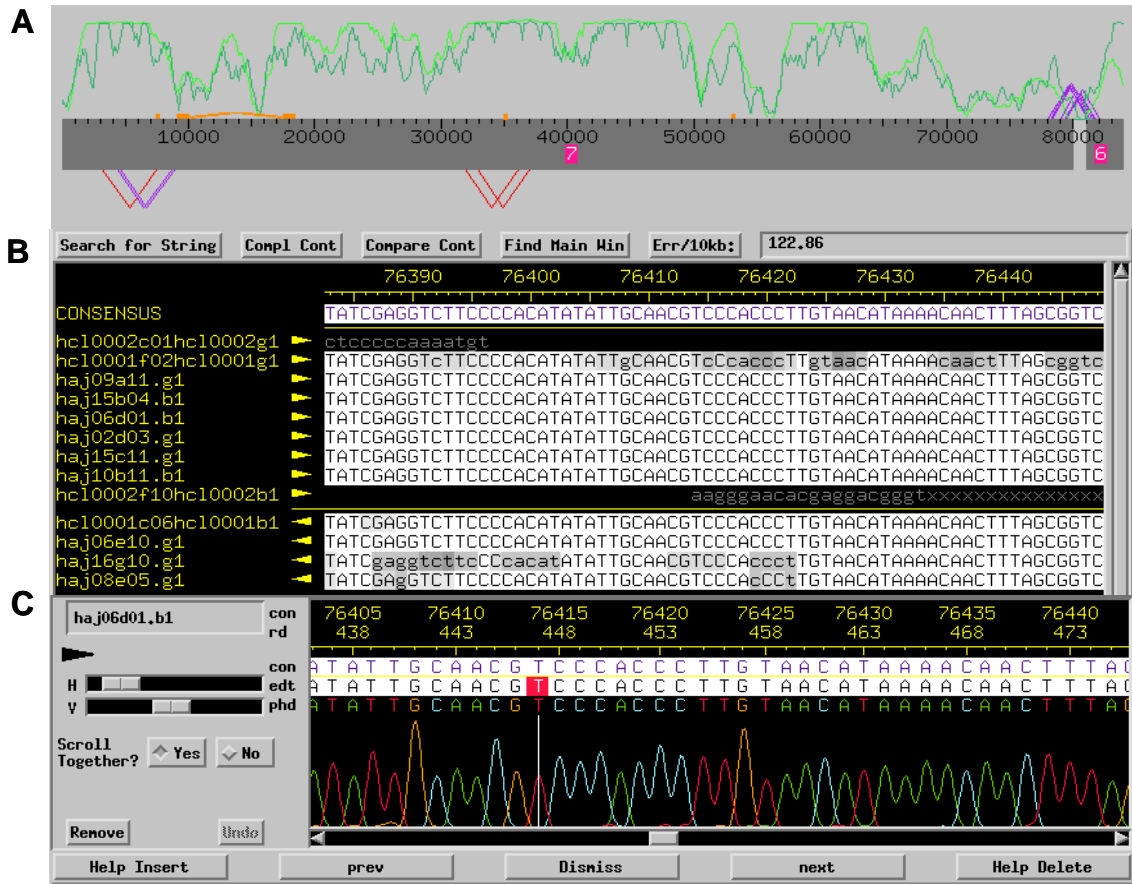 A
10000 20000 30000 40000 50000 60000 70000 80000
7 6
B
Search for String Compl Cont Compare Cont Find Main Win Err/10kb: 122.86
76390 76400 76410 76420 76430 76440
CONSENSUS TATCGAGGTCTTCCCCACATATATTGCAACGTCCCACCCTTGTAACATAAAACAACTTTAGCGGTC
hcl0002c01hcl0002g1 ctcccccaaaatgt
hcl0001f02hcl0001g1 TATCGAGGTcTTCCCCACATATATTgCAACGTcCcacccTTgtaacATAAAAcaactTTAGcggtc
haj09a11.g1 TATCGAGGTCTTCCCCACATATATTGCAACGTCCCACCCTTGTAACATAAAACAACTTTAGCGGTC
haj15b04.b1 TATCGAGGTCTTCCCCACATATATTGCAACGTCCCACCCTTGTAACATAAAACAACTTTAGCGGTC
haj06d01.b1 TATCGAGGTCTTCCCCACATATATTGCAACGTCCCACCCTTGTAACATAAAACAACTTTAGCGGTC
haj02d03.g1 TATCGAGGTCTTCCCCACATATATTGCAACGTCCCACCCTTGTAACATAAAACAACTTTAGCGGTC
haj15c11.g1 TATCGAGGTCTTCCCCACATATATTGCAACGTCCCACCCTTGTAACATAAAACAACTTTAGCGGTC
haj10b11.b1 TATCGAGGTCTTCCCCACATATATTGCAACGTCCCACCCTTGTAACATAAAACAACTTTAGCGGTC
hcl0002f10hcl0002b1 aagggaacacgaggacgggtxxxxxxxxxxxxxxx
hcl0001c06hcl0001b1 TATCGAGGTCTTCCCCACATATATTGCAACGTCCCACCCTTGTAACATAAAACAACTTTAGCGGTC
haj06e10.g1 TATCGAGGTCTTCCCCACATATATTGCAACGTCCCACCCTTGTAACATAAAACAACTTTAGCGGTC
haj16g10.g1 TATCgaggtcttcCccacatATATTGCAACGTCCCAccctTGTAACATAAAACAACTTTAGCGGTC
haj08e05.g1 TATCGAgGTCTTCCCCACATATATTGCAACGTCCCAcCCtTGTAACATAAAACAACTTTAGCGGTC
C
haj06d01.b1 con 76405 76410 76415 76420 76425 76430 76435 76440
rd 438 443 448 453 458 463 468 473
con A T A T T G C A A C G T C C C A C C C T T G T A A C A T A A A A C A A C T T T A G
H edt A T A T T G C A A C G T C C C A C C C T T G T A A C A T A A A A C A A C T T T A G
V phd A T A T T G C A A C G T C C C A C C C T T G T A A C A T A A A A C A A C T T T A G
Scroll Together? Yes No
Remove Undo
Help Insert prev Dismiss next Help Delete